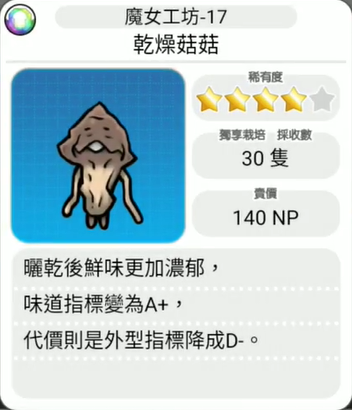 魔女工坊-17
乾燥菇菇
稀有度
獨享栽培 採收數
30 隻
賣價
140 NP
曬乾後鮮味更加濃郁，
味道指標變為A+，
代價則是外型指標降成D-。